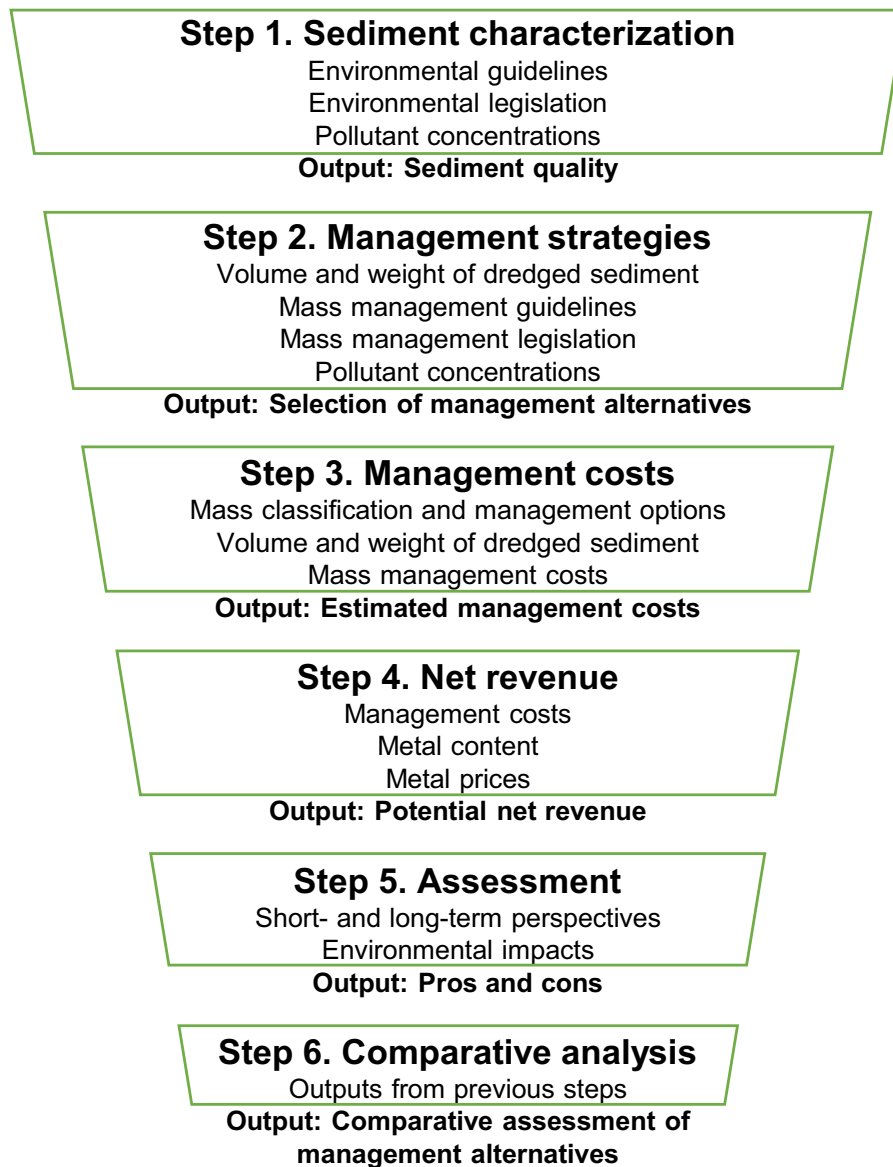 Step 1. Sediment characterization
Environmental guidelines
Environmental legislation
Pollutant concentrations
Output: Sediment quality
Step 2. Management strategies
Volume and weight of dredged sediment
Mass management guidelines
Mass management legislation
Pollutant concentrations
Output: Selection of management alternatives
Step 3. Management costs
Mass classification and management options
Volume and weight of dredged sediment
Mass management costs
Output: Estimated management costs
Step 4. Net revenue
Management costs
Metal content
Metal prices
Output: Potential net revenue
Step 5. Assessment
Short- and long-term perspectives
Environmental impacts
Output: Pros and cons
Step 6. Comparative analysis
Outputs from previous steps
Output: Comparative assessment of
management alternatives